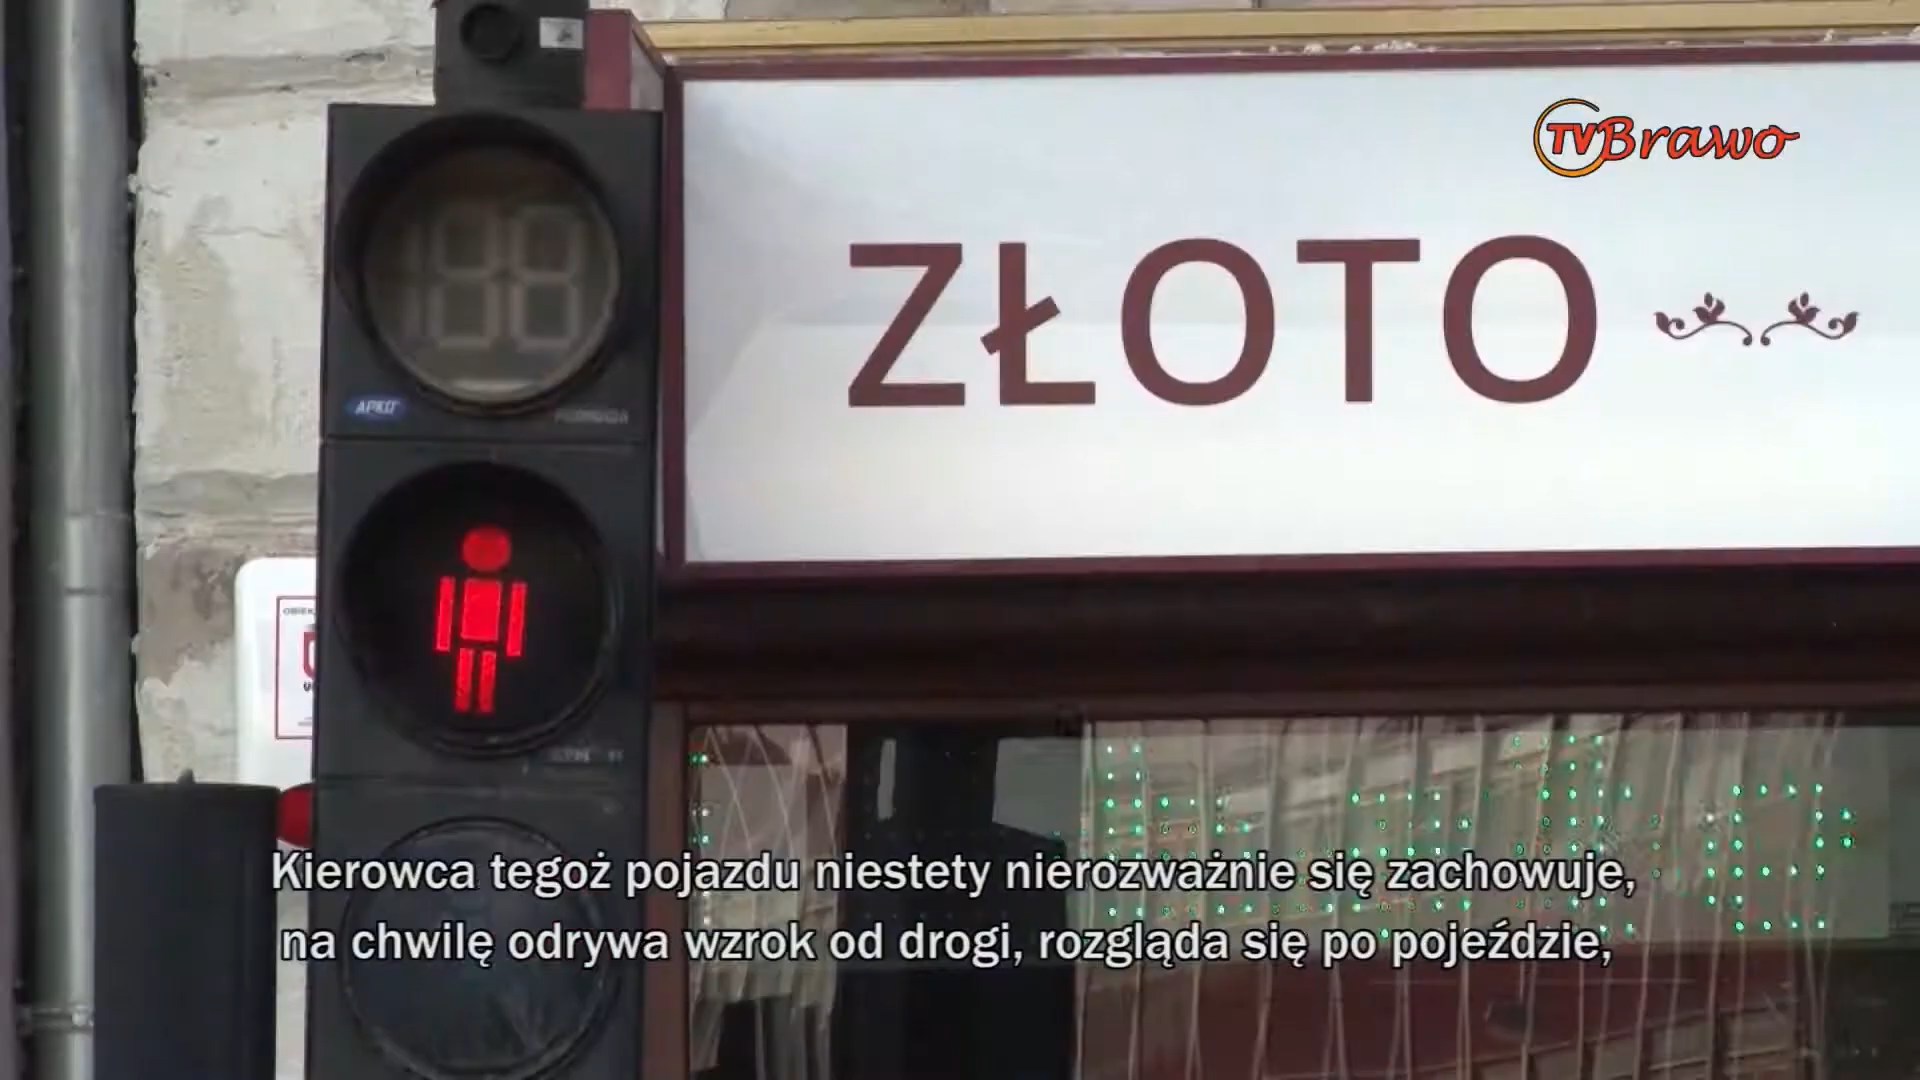 TVBrawo
ZŁOTO
APKO
Kierowca tegoż pojazdu niestety nierozważnie się zachowuje,
na chwilę odrywa wzrok od drogi, rozgląda się po pojeździe,